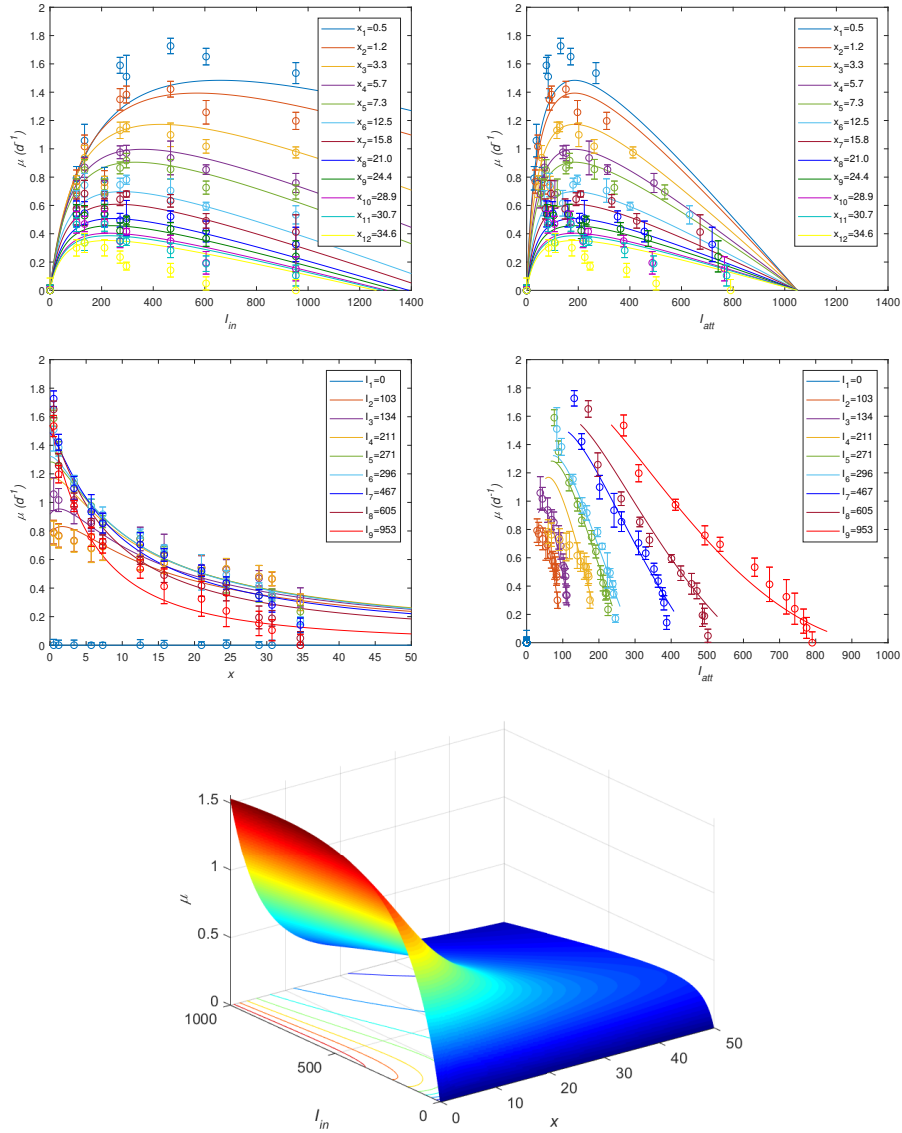 2
1.8
1.6
1.4
1.2
1
0.8
0.6
0.4
0.2
0
μ (d⁻¹)
0 200 400 600 800 1000 1200 1400
I_in
x₁=0.5
x₂=1.2
x₃=3.3
x₄=5.7
x₅=7.3
x₆=12.5
x₇=15.8
x₈=21.0
x₉=24.4
x₁₀=28.9
x₁₁=30.7
x₁₂=34.6
2
1.8
1.6
1.4
1.2
1
0.8
0.6
0.4
0.2
0
μ (d⁻¹)
0 200 400 600 800 1000 1200 1400
I_att
x₁=0.5
x₂=1.2
x₃=3.3
x₄=5.7
x₅=7.3
x₆=12.5
x₇=15.8
x₈=21.0
x₉=24.4
x₁₀=28.9
x₁₁=30.7
x₁₂=34.6
2
1.8
1.6
1.4
1.2
1
0.8
0.6
0.4
0.2
0
μ (d⁻¹)
0 5 10 15 20 25 30 35 40 45 50
x
I₁=0
I₂=103
I₃=134
I₄=211
I₅=271
I₆=296
I₇=467
I₈=605
I₉=953
2
1.8
1.6
1.4
1.2
1
0.8
0.6
0.4
0.2
0
μ (d⁻¹)
0 100 200 300 400 500 600 700 800 900 1000
I_att
I₁=0
I₂=103
I₃=134
I₄=211
I₅=271
I₆=296
I₇=467
I₈=605
I₉=953
1.5
1
0.5
0
μ
1000
500
0
I_in
0 10 20 30 40 50
x